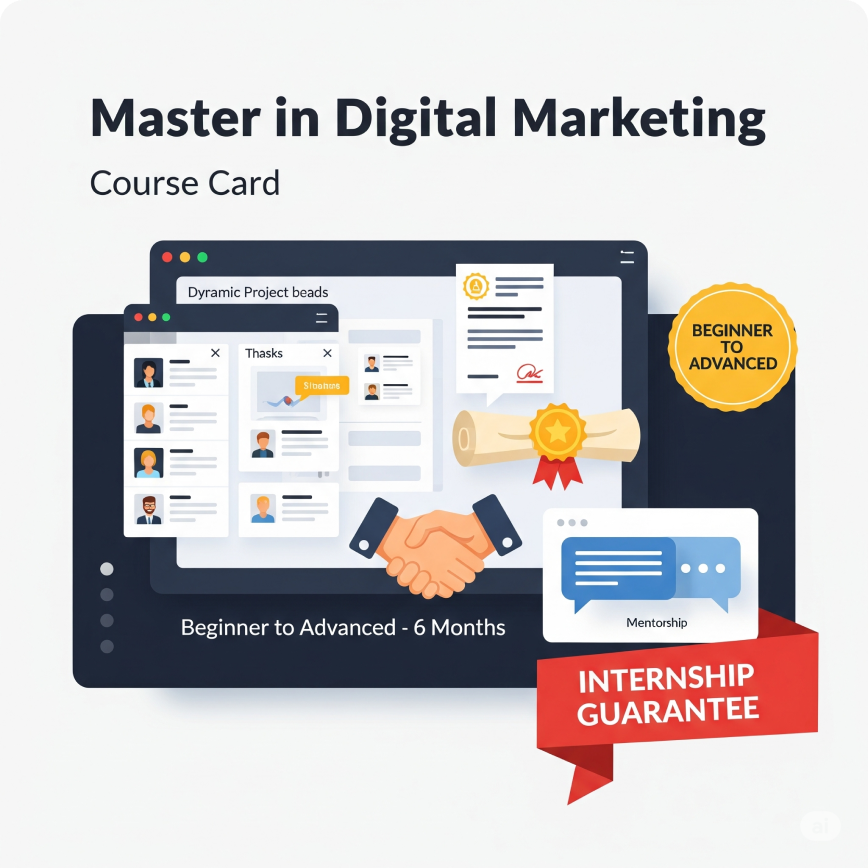 Master in Digital Marketing
Course Card
Dyramic Project beads
Thasks
BEGINNER
TO
ADVANCED
Mentorship
Beginner to Advanced - 6 Months
INTERNSHIP
GUARANTEE